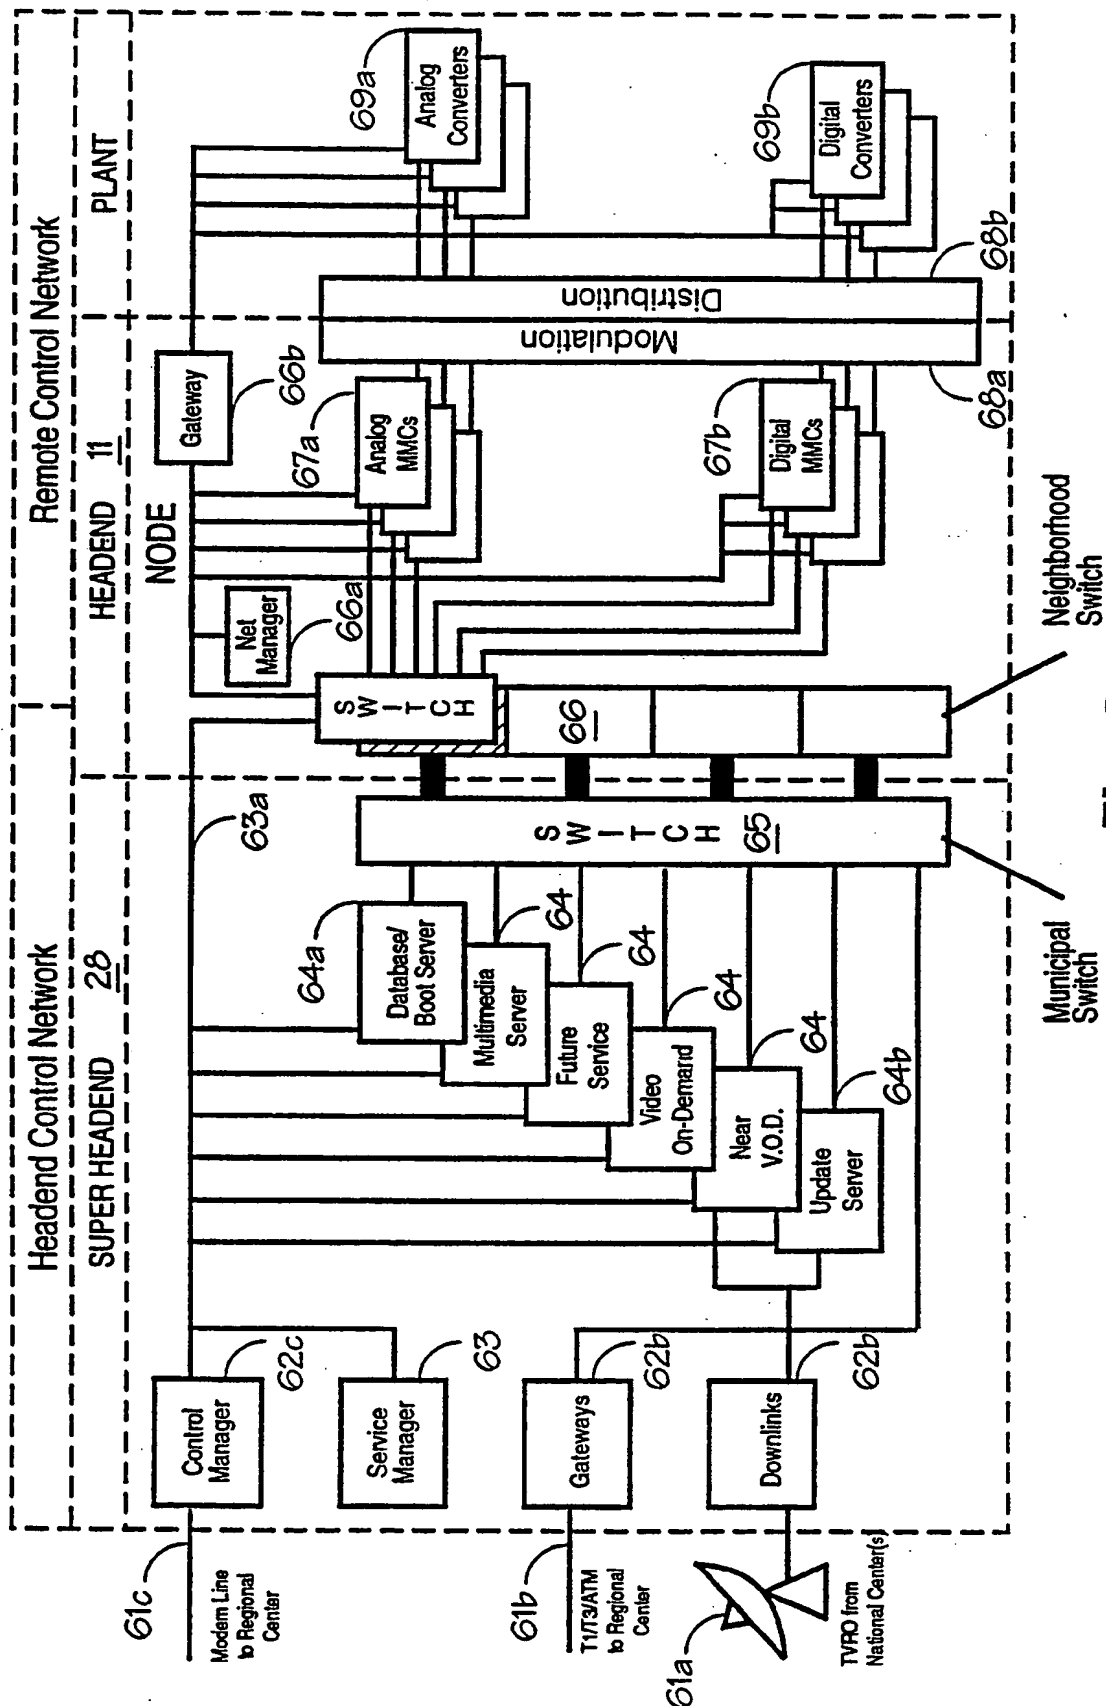 Headend Control Network
Remote Control Network
SUPER HEADEND 28
HEADEND 11
PLANT
NODE
61c
Modem Line
to Regional
Center
Control
Manager
62c
63a
Service
Manager
63
61b
T1/T3/ATM
to Regional
Center
Gateways
62b
61a
TVRO from
National Center(s)
Downlinks
62b
64a
Database/
Boot Server
Multimedia
Server
64
Future
Service
64
Video
On-Demand
64
Near
V.O.D.
64
Update
Server
64b
SWITCH 65
Municipal
Switch
SWITCH
66
Neighborhood
Switch
Net
Manager
66a
Gateway
66b
67a
Analog
MMCs
67b
Digital
MMCs
Modulation
68a
Distribution
68b
69a
Analog
Converters
69b
Digital
Converters